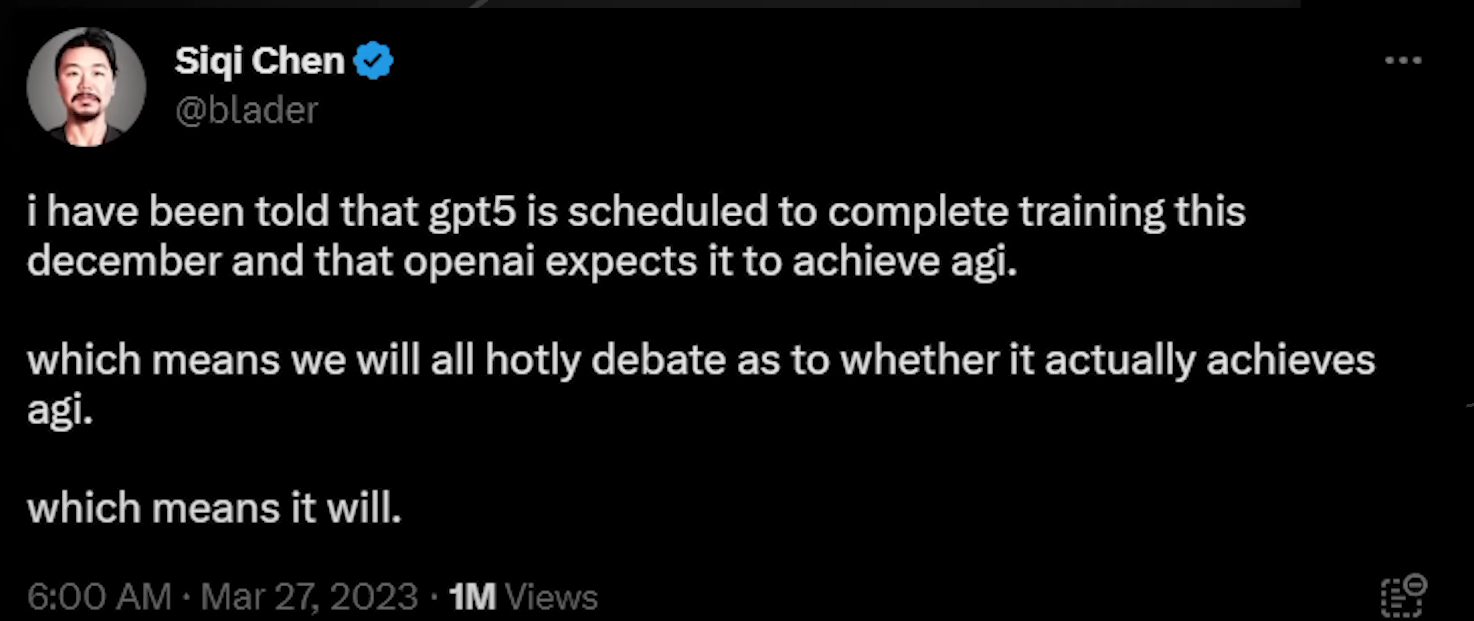 Siqi Chen
@blader
i have been told that gpt5 is scheduled to complete training this
december and that openai expects it to achieve agi.
which means we will all hotly debate as to whether it actually achieves
agi.
which means it will.
6:00 AM · Mar 27, 2023 · 1M Views